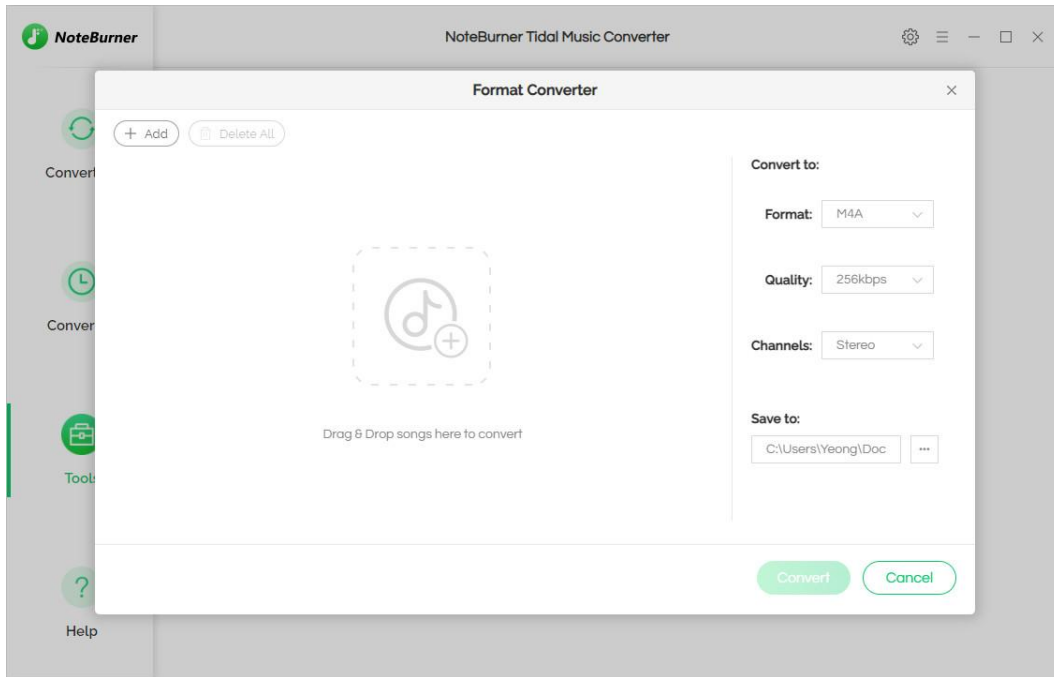 NoteBurner
NoteBurner Tidal Music Converter
Format Converter
Add
Delete All
Convert to:
Format: M4A
Quality: 256kbps
Channels: Stereo
Save to:
C:\Users\Yeong\Doc
Drag & Drop songs here to convert
Convert
Cancel
Convert
Conver
Tools
Help